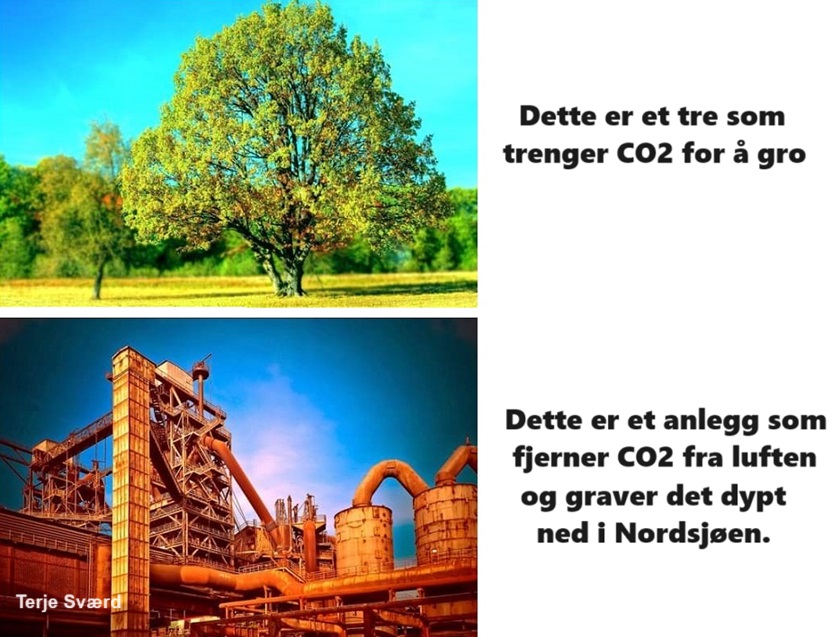 Dette er et tre som
trenger CO2 for å gro
Dette er et anlegg som
fjerner CO2 fra luften
og graver det dypt
ned i Nordsjøen.
Terje Sværd